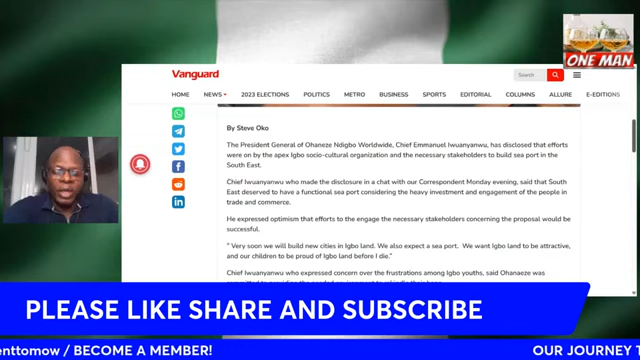 ONE MAN
Vanguard
Search
HOME NEWS 2023 ELECTIONS POLITICS METRO BUSINESS SPORTS EDITORIAL COLUMNS ALLURE E-EDITIONS
By Steve Oko
The President General of Ohaneze Ndigbo Worldwide, Chief Emmanuel Iwuanyanwu, has disclosed that efforts
were on by the apex Igbo socio-cultural organization and the necessary stakeholders to build sea port in the
South East.
Chief Iwuanyanwu who made the disclosure in a chat with our Correspondent Monday evening, said that South
East deserved to have a functional sea port considering the heavy investment and engagement of the people in
trade and commerce.
He expressed optimism that efforts to the engage the necessary stakeholders concerning the proposal would be
successful.
" Very soon we will build new cities in Igbo land. We also expect a sea port. We want Igbo land to be attractive,
and our children to be proud of Igbo land before I die."
Chief Iwuanyanwu who expressed concern over the frustrations among Igbo youths, said Ohanaeze was
PLEASE LIKE SHARE AND SUBSCRIBE
enttomow / BECOME A MEMBER! OUR JOURNEY T